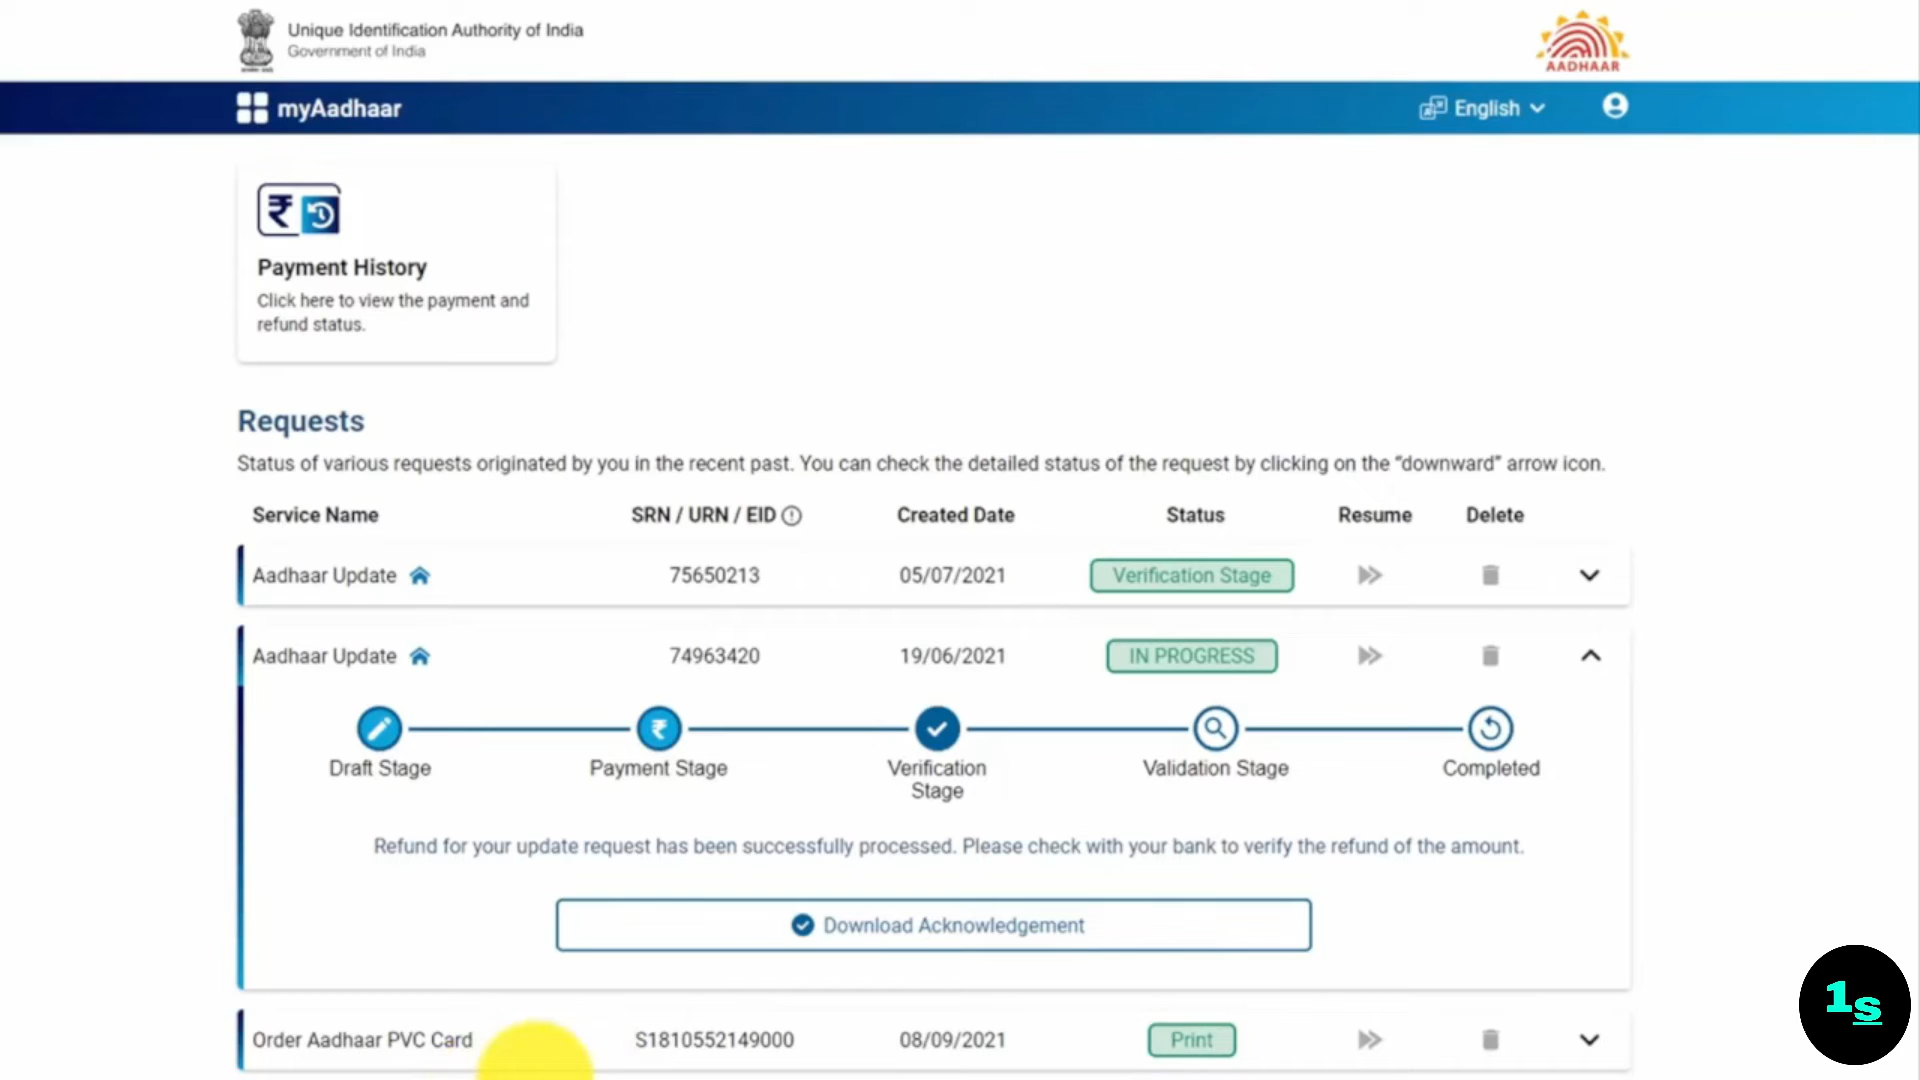 Unique Identification Authority of India
Government of India
AADHAAR
myAadhaar
English
Payment History
Click here to view the payment and
refund status.
Requests
Status of various requests originated by you in the recent past. You can check the detailed status of the request by clicking on the “downward” arrow icon.
Service Name SRN / URN / EID Created Date Status Resume Delete
Aadhaar Update 75650213 05/07/2021 Verification Stage
Aadhaar Update 74963420 19/06/2021 IN PROGRESS
Draft Stage Payment Stage Verification Stage Validation Stage Completed
Refund for your update request has been successfully processed. Please check with your bank to verify the refund of the amount.
Download Acknowledgement
Order Aadhaar PVC Card S1810552149000 08/09/2021 Print
1s